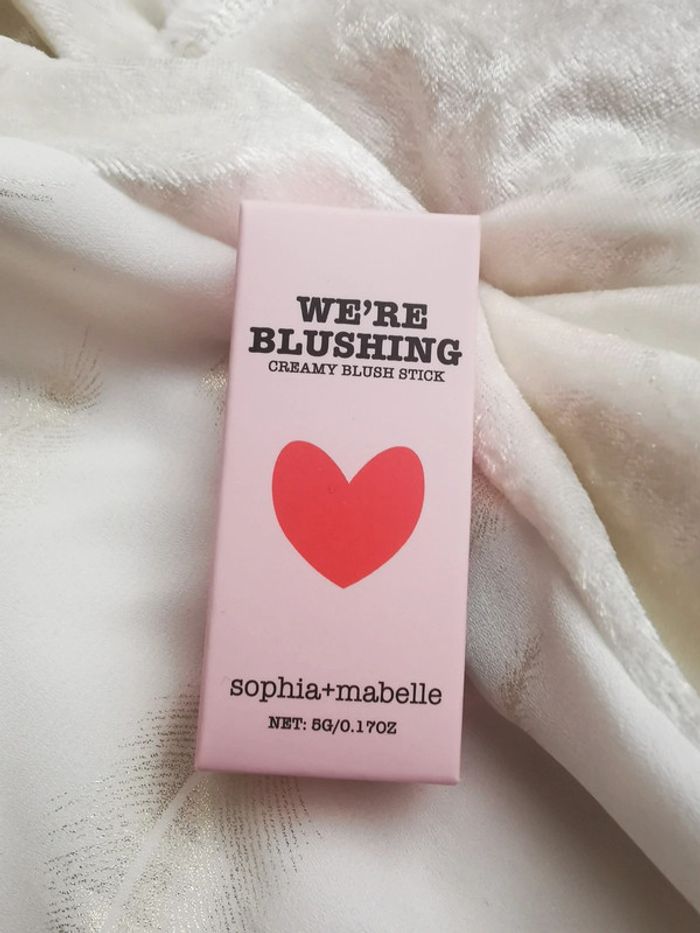 WE'RE
BLUSHING
CREAMY BLUSH STICK
sophia+mabelle
NET: 5G/0.17OZ